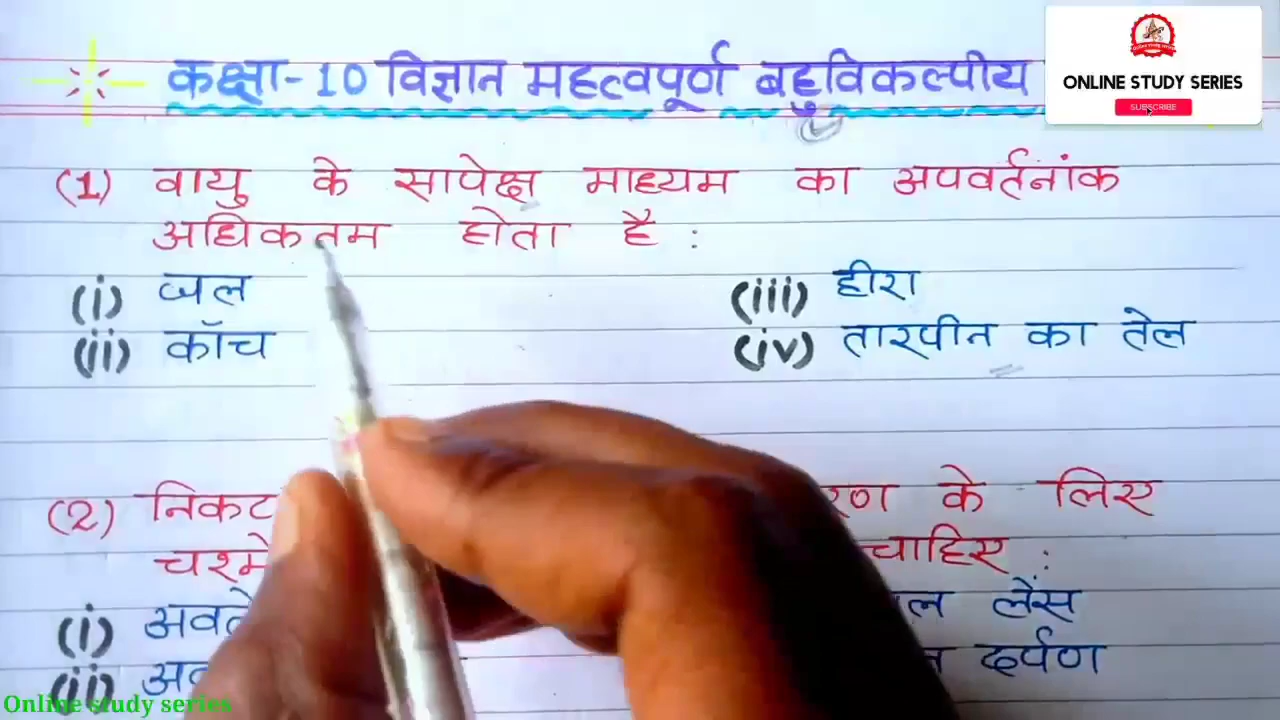 कक्षा-10 विज्ञान महत्वपूर्ण बहुविकल्पीय
ONLINE STUDY SERIES
SUBSCRIBE
(1) वायु के सापेक्ष माध्यम का अपवर्तनांक
अधिकतम होता है :
(i) जल
(iii) हीरा
(ii) काँच
(iv) तारपीन का तेल
(2) निकट के लिए
चश्मे चाहिए :
(i) लेंस
(ii) दर्पण
Online study series